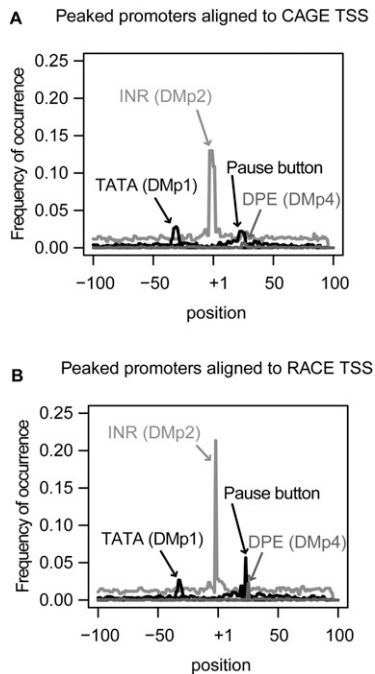 A
Peaked promoters aligned to CAGE TSS
Frequency of occurrence
0.25
0.20
0.15
0.10
0.05
0.00
INR (DMp2)
TATA (DMp1)
Pause button
DPE (DMp4)
−100 −50 +1 50 100
position
B
Peaked promoters aligned to RACE TSS
Frequency of occurrence
0.25
0.20
0.15
0.10
0.05
0.00
INR (DMp2)
Pause button
TATA (DMp1)
DPE (DMp4)
−100 −50 +1 50 100
position